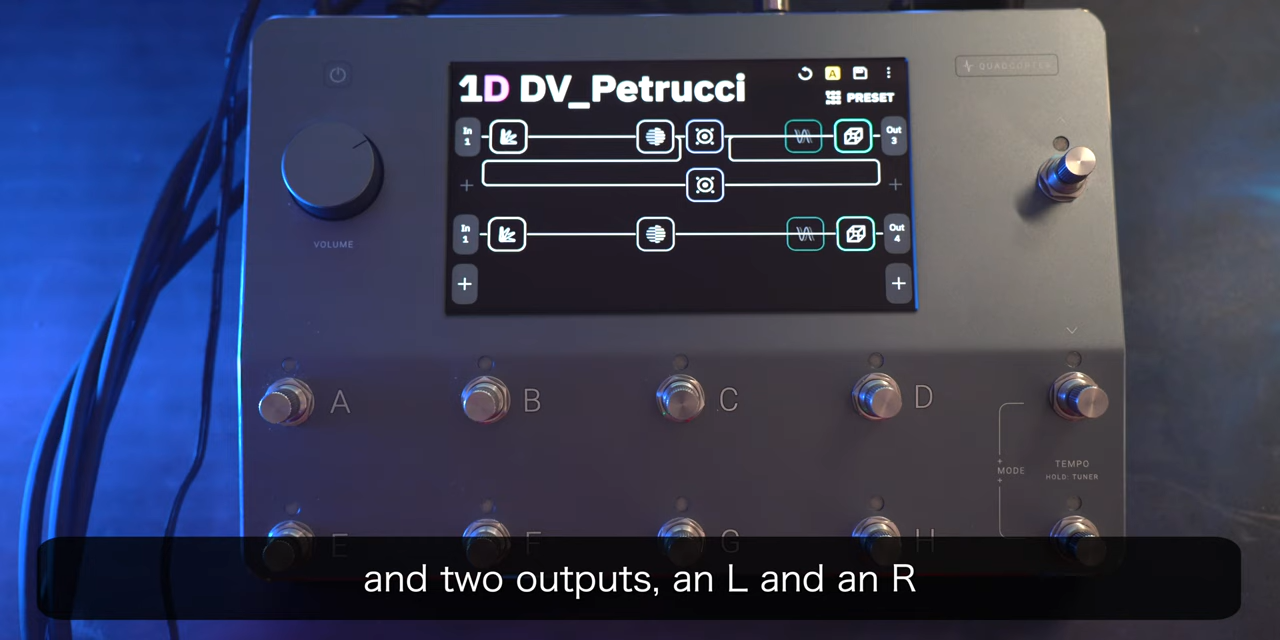 QUAD CORTEX
1D DV_Petrucci
A
PRESET
In
1
Out
3
In
1
Out
4
VOLUME
A
B
C
D
MODE
TEMPO
HOLD: TUNER
E
F
G
H
and two outputs, an L and an R